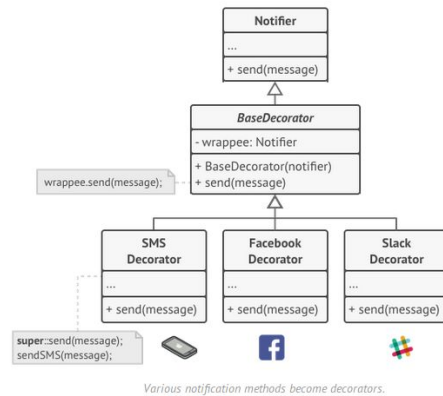 Notifier
...
+ send(message)
BaseDecorator
- wrappee: Notifier
+ BaseDecorator(notifier)
+ send(message)
wrappee.send(message);
SMS
Decorator
...
+ send(message)
Facebook
Decorator
...
+ send(message)
Slack
Decorator
...
+ send(message)
super::send(message);
sendSMS(message);
Various notification methods become decorators.